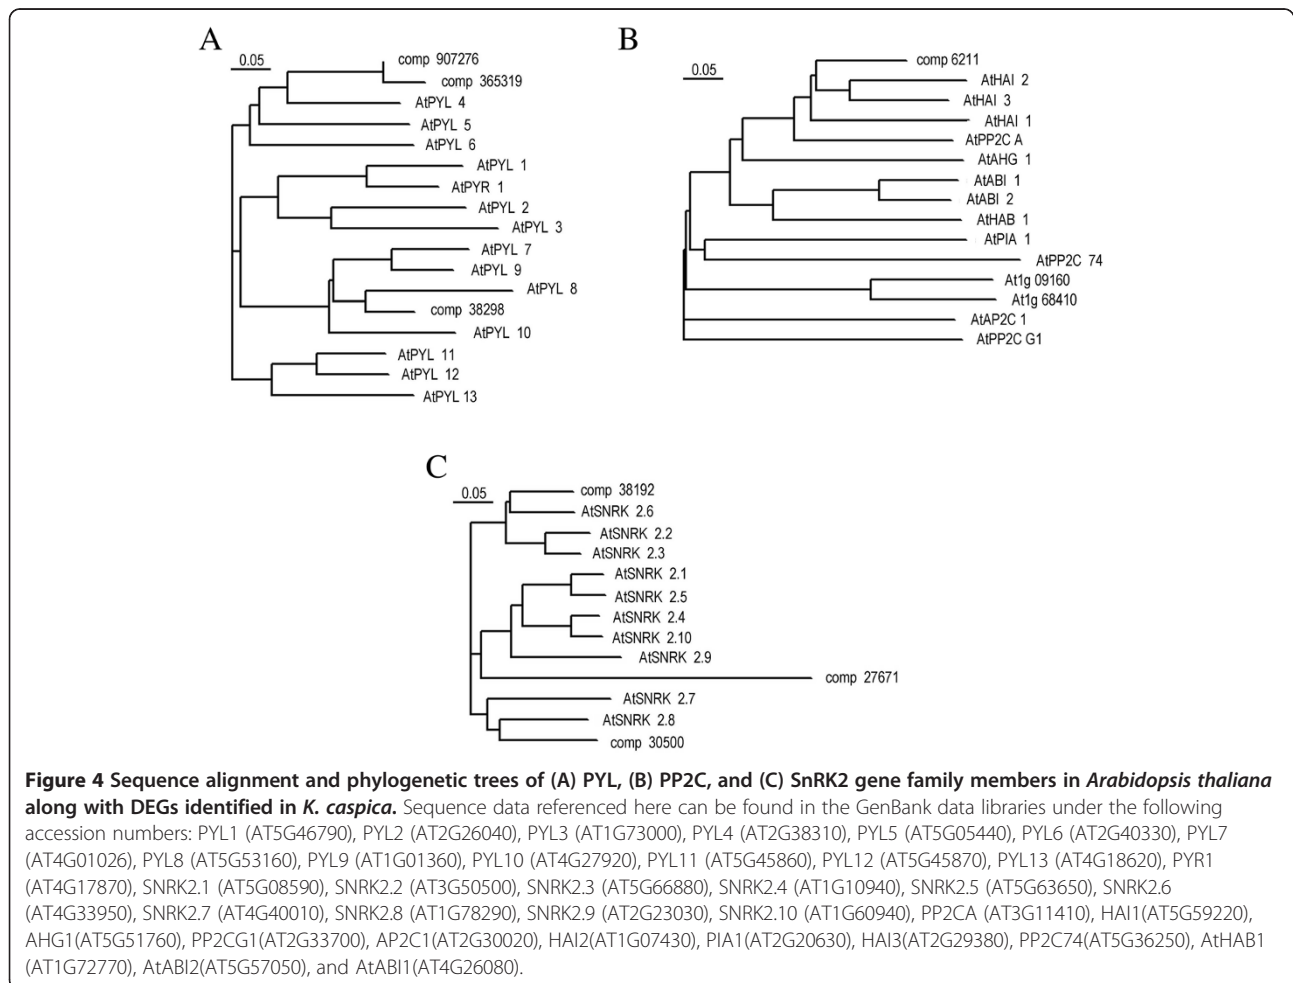 A
0.05
comp 907276
comp 365319
AtPYL 4
AtPYL 5
AtPYL 6
AtPYL 1
AtPYR 1
AtPYL 2
AtPYL 3
AtPYL 7
AtPYL 9
AtPYL 8
comp 38298
AtPYL 10
AtPYL 11
AtPYL 12
AtPYL 13
B
0.05
comp 6211
AtHAI 2
AtHAI 3
AtHAI 1
AtPP2C A
AtAHG 1
AtABI 1
AtABI 2
AtHAB 1
AtPIA 1
AtPP2C 74
At1g 09160
At1g 68410
AtAP2C 1
AtPP2C G1
C
0.05
comp 38192
AtSNRK 2.6
AtSNRK 2.2
AtSNRK 2.3
AtSNRK 2.1
AtSNRK 2.5
AtSNRK 2.4
AtSNRK 2.10
AtSNRK 2.9
comp 27671
AtSNRK 2.7
AtSNRK 2.8
comp 30500
Figure 4 Sequence alignment and phylogenetic trees of (A) PYL, (B) PP2C, and (C) SnRK2 gene family members in Arabidopsis thaliana
along with DEGs identified in K. caspica. Sequence data referenced here can be found in the GenBank data libraries under the following
accession numbers: PYL1 (AT5G46790), PYL2 (AT2G26040), PYL3 (AT1G73000), PYL4 (AT2G38310), PYL5 (AT5G05440), PYL6 (AT2G40330), PYL7
(AT4G01026), PYL8 (AT5G53160), PYL9 (AT1G01360), PYL10 (AT4G27920), PYL11 (AT5G45860), PYL12 (AT5G45870), PYL13 (AT4G18620), PYR1
(AT4G17870), SNRK2.1 (AT5G08590), SNRK2.2 (AT3G50500), SNRK2.3 (AT5G66880), SNRK2.4 (AT1G10940), SNRK2.5 (AT5G63650), SNRK2.6
(AT4G33950), SNRK2.7 (AT4G40010), SNRK2.8 (AT1G78290), SNRK2.9 (AT2G23030), SNRK2.10 (AT1G60940), PP2CA (AT3G11410), HAI1(AT5G59220),
AHG1(AT5G51760), PP2CG1(AT2G33700), AP2C1(AT2G30020), HAI2(AT1G07430), PIA1(AT2G20630), HAI3(AT2G29380), PP2C74(AT5G36250), AtHAB1
(AT1G72770), AtABI2(AT5G57050), and AtABI1(AT4G26080).